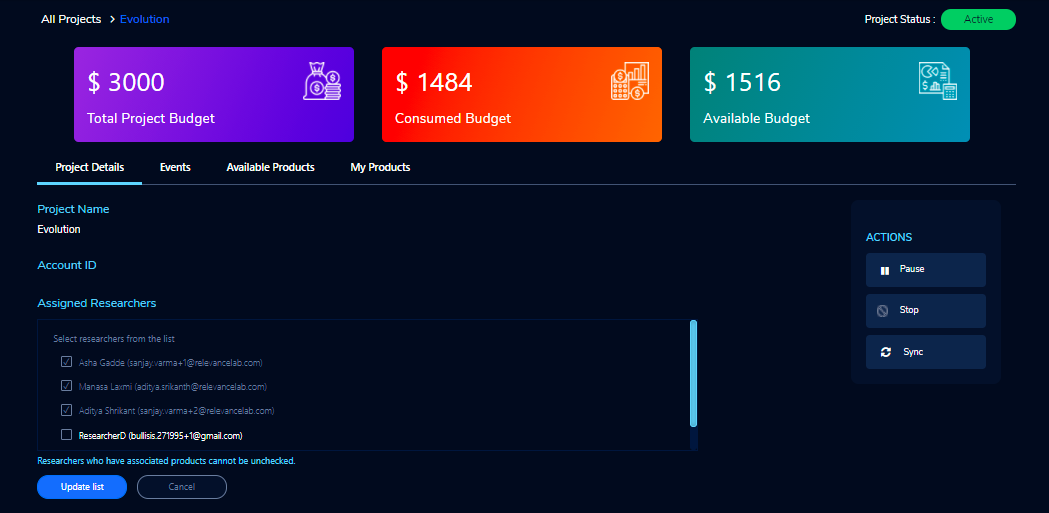 All Projects > Evolution
Project Status : Active
$ 3000
Total Project Budget
$ 1484
Consumed Budget
$ 1516
Available Budget
Project Details
Events
Available Products
My Products
Project Name
Evolution
Account ID
Assigned Researchers
Select researchers from the list
Asha Gadde (sanjay.varma+1@relevancelab.com)
Manasa Laxmi (aditya.srikanth@relevancelab.com)
Aditya Shrikant (sanjay.varma+2@relevancelab.com)
ResearcherD (bullisis.271995+1@gmail.com)
Researchers who have associated products cannot be unchecked.
Update list
Cancel
ACTIONS
Pause
Stop
Sync